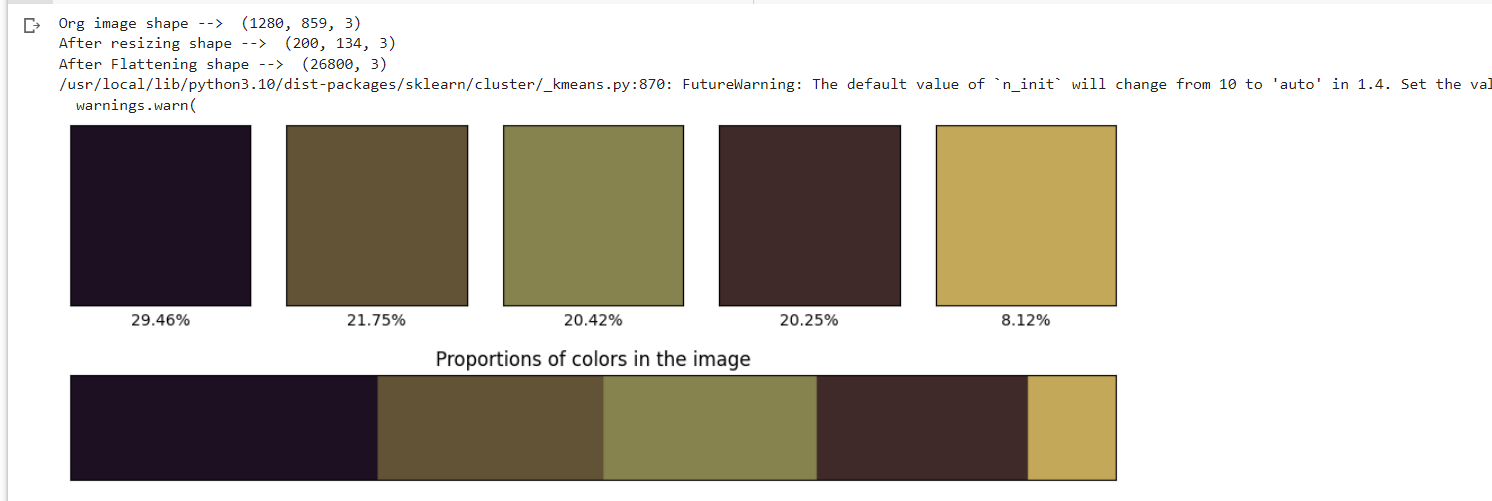 Org image shape -->  (1280, 859, 3)
After resizing shape -->  (200, 134, 3)
After Flattening shape -->  (26800, 3)
/usr/local/lib/python3.10/dist-packages/sklearn/cluster/_kmeans.py:870: FutureWarning: The default value of `n_init` will change from 10 to 'auto' in 1.4. Set the val
  warnings.warn(
29.46% 21.75% 20.42% 20.25% 8.12%
Proportions of colors in the image